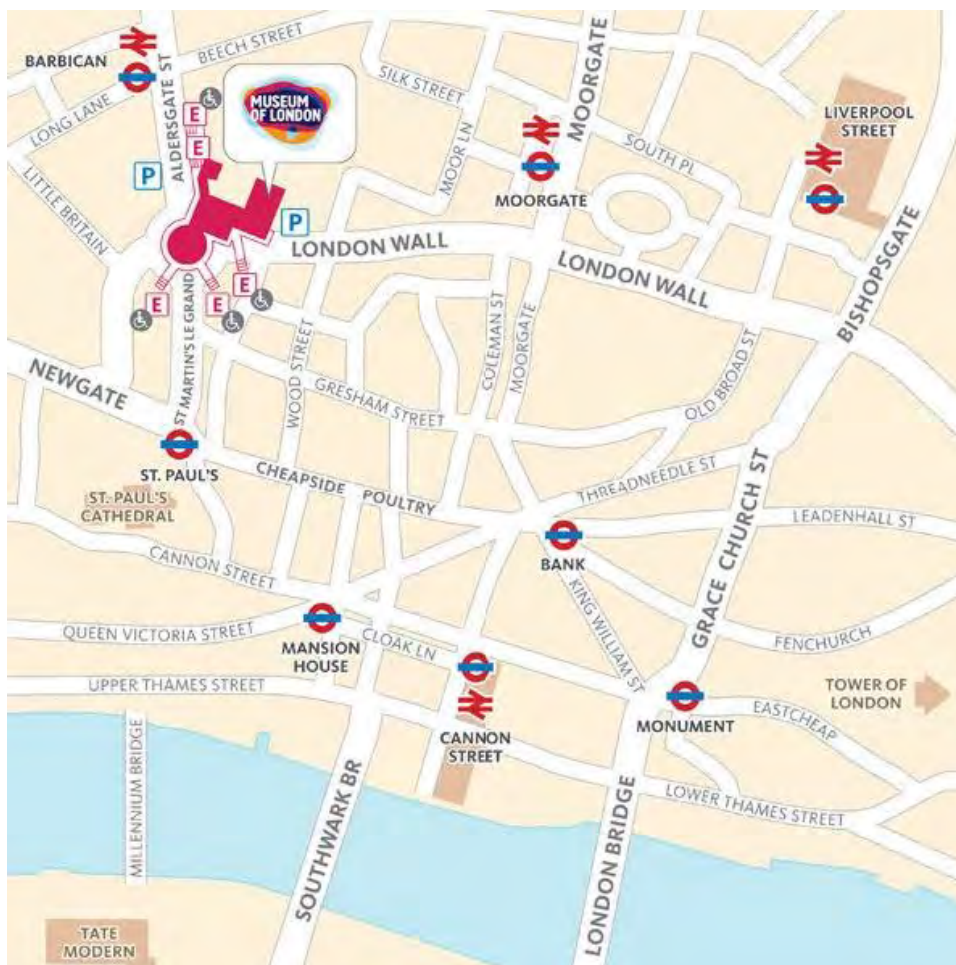 BARBICAN
ALDERSGATE ST
BEECH STREET
LONG LANE
LITTLE BRITAIN
E
E
P
MUSEUM
OF LONDON
SILK STREET
MOOR LN
MOORGATE
MOORGATE
SOUTH PL
LIVERPOOL
STREET
BISHOPSGATE
P
LONDON WALL
LONDON WALL
E
E
E
ST MARTIN'S LE GRAND
WOOD STREET
COLEMAN ST
MOORGATE
GRESHAM STREET
OLD BROAD ST
NEWGATE
ST. PAUL'S
ST. PAUL'S
CATHEDRAL
CHEAPSIDE
POULTRY
THREADNEEDLE ST
GRACE CHURCH ST
LEADENHALL ST
BANK
CANNON STREET
KING WILLIAM ST
QUEEN VICTORIA STREET
MANSION
HOUSE
CLOAK LN
FENCHURCH
UPPER THAMES STREET
TOWER OF
LONDON
MONUMENT
EASTCHEAP
CANNON
STREET
MILLENNIUM BRIDGE
SOUTHWARK BR
LONDON BRIDGE
LOWER THAMES STREET
TATE
MODERN